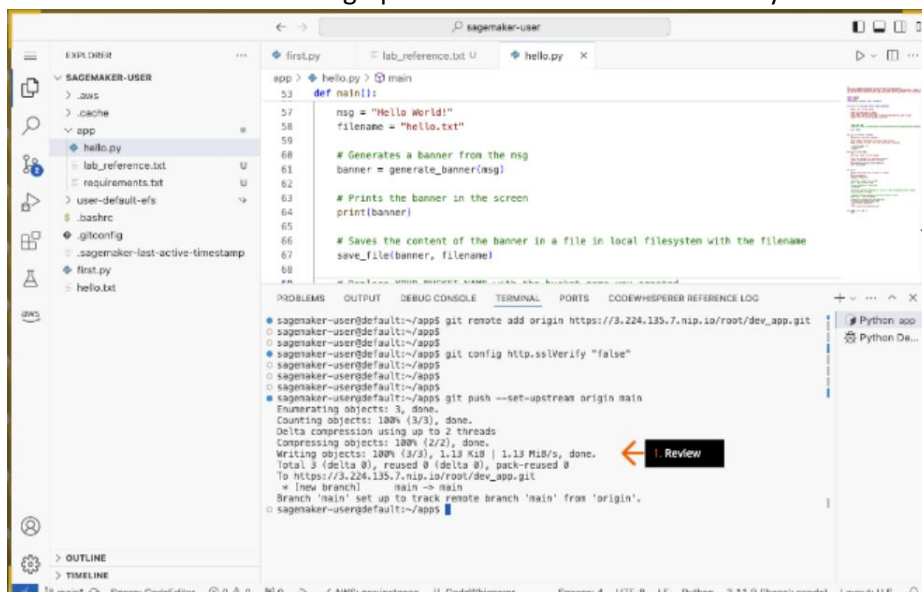 sagemaker-user
EXPLORER
SAGEMAKER-USER
> .aws
> .cache
app
hello.py
lab_reference.txt U
requirements.txt U
> user-default-efs
$ .bashrc
.gitconfig
.sagemaker-last-active-timestamp
first.py
hello.txt
> OUTLINE
> TIMELINE
first.py lab_reference.txt U hello.py ×
app > hello.py > main
53 def main():
57 msg = "Hello World!"
58 filename = "hello.txt"
59
60 # Generates a banner from the msg
61 banner = generate_banner(msg)
62
63 # Prints the banner in the screen
64 print(banner)
65
66 # Saves the content of the banner in a file in local filesystem with the filename
67 save_file(banner, filename)
68
PROBLEMS OUTPUT DEBUG CONSOLE TERMINAL PORTS CODEWHISPERER REFERENCE LOG
sagemaker-user@default:~/app$ git remote add origin https://3.224.135.7.nip.io/root/dev_app.git
sagemaker-user@default:~/app$
sagemaker-user@default:~/app$
sagemaker-user@default:~/app$ git config http.sslVerify "false"
sagemaker-user@default:~/app$
sagemaker-user@default:~/app$
sagemaker-user@default:~/app$ git push --set-upstream origin main
Enumerating objects: 3, done.
Counting objects: 100% (3/3), done.
Delta compression using up to 2 threads
Compressing objects: 100% (2/2), done.
Writing objects: 100% (3/3), 1.13 KiB | 1.13 MiB/s, done.
Total 3 (delta 0), reused 0 (delta 0), pack-reused 0
To https://3.224.135.7.nip.io/root/dev_app.git
* [new branch] main -> main
Branch 'main' set up to track remote branch 'main' from 'origin'.
sagemaker-user@default:~/app$
1. Review
Python app
Python De...
aws